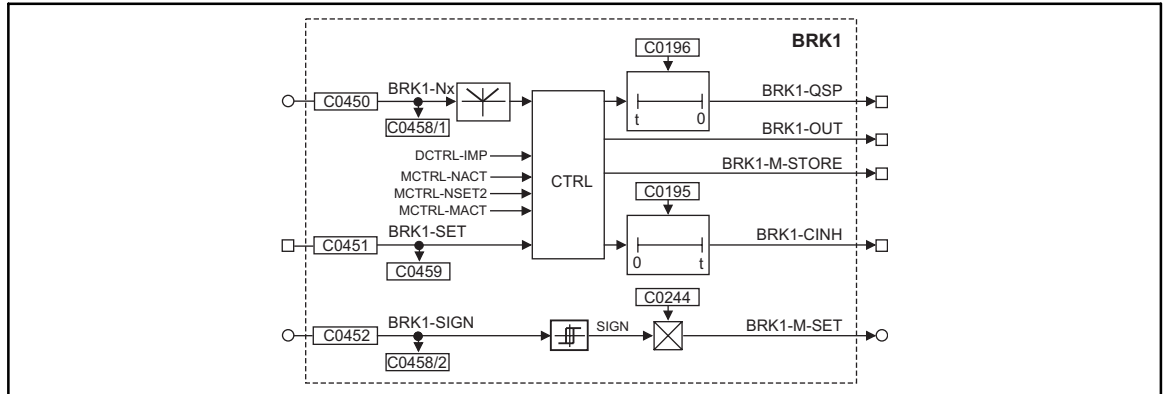 BRK1
C0196
BRK1-Nx
C0450
C0458/1
t 0
BRK1-QSP
BRK1-OUT
DCTRL-IMP
BRK1-M-STORE
MCTRL-NACT
CTRL
MCTRL-NSET2
C0195
MCTRL-MACT
BRK1-SET
C0451
C0459
0 t
BRK1-CINH
C0244
BRK1-SIGN
C0452
C0458/2
SIGN
BRK1-M-SET